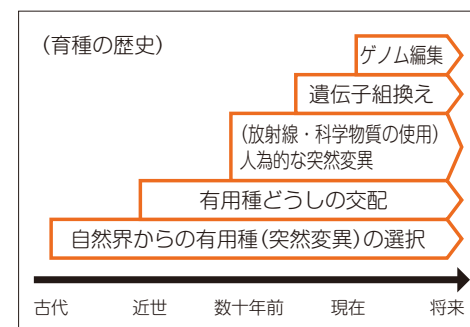 (育種の歴史)
ゲノム編集
遺伝子組換え
(放射線・科学物質の使用)
人為的な突然変異
有用種どうしの交配
自然界からの有用種(突然変異)の選択
古代 近世 数十年前 現在 将来